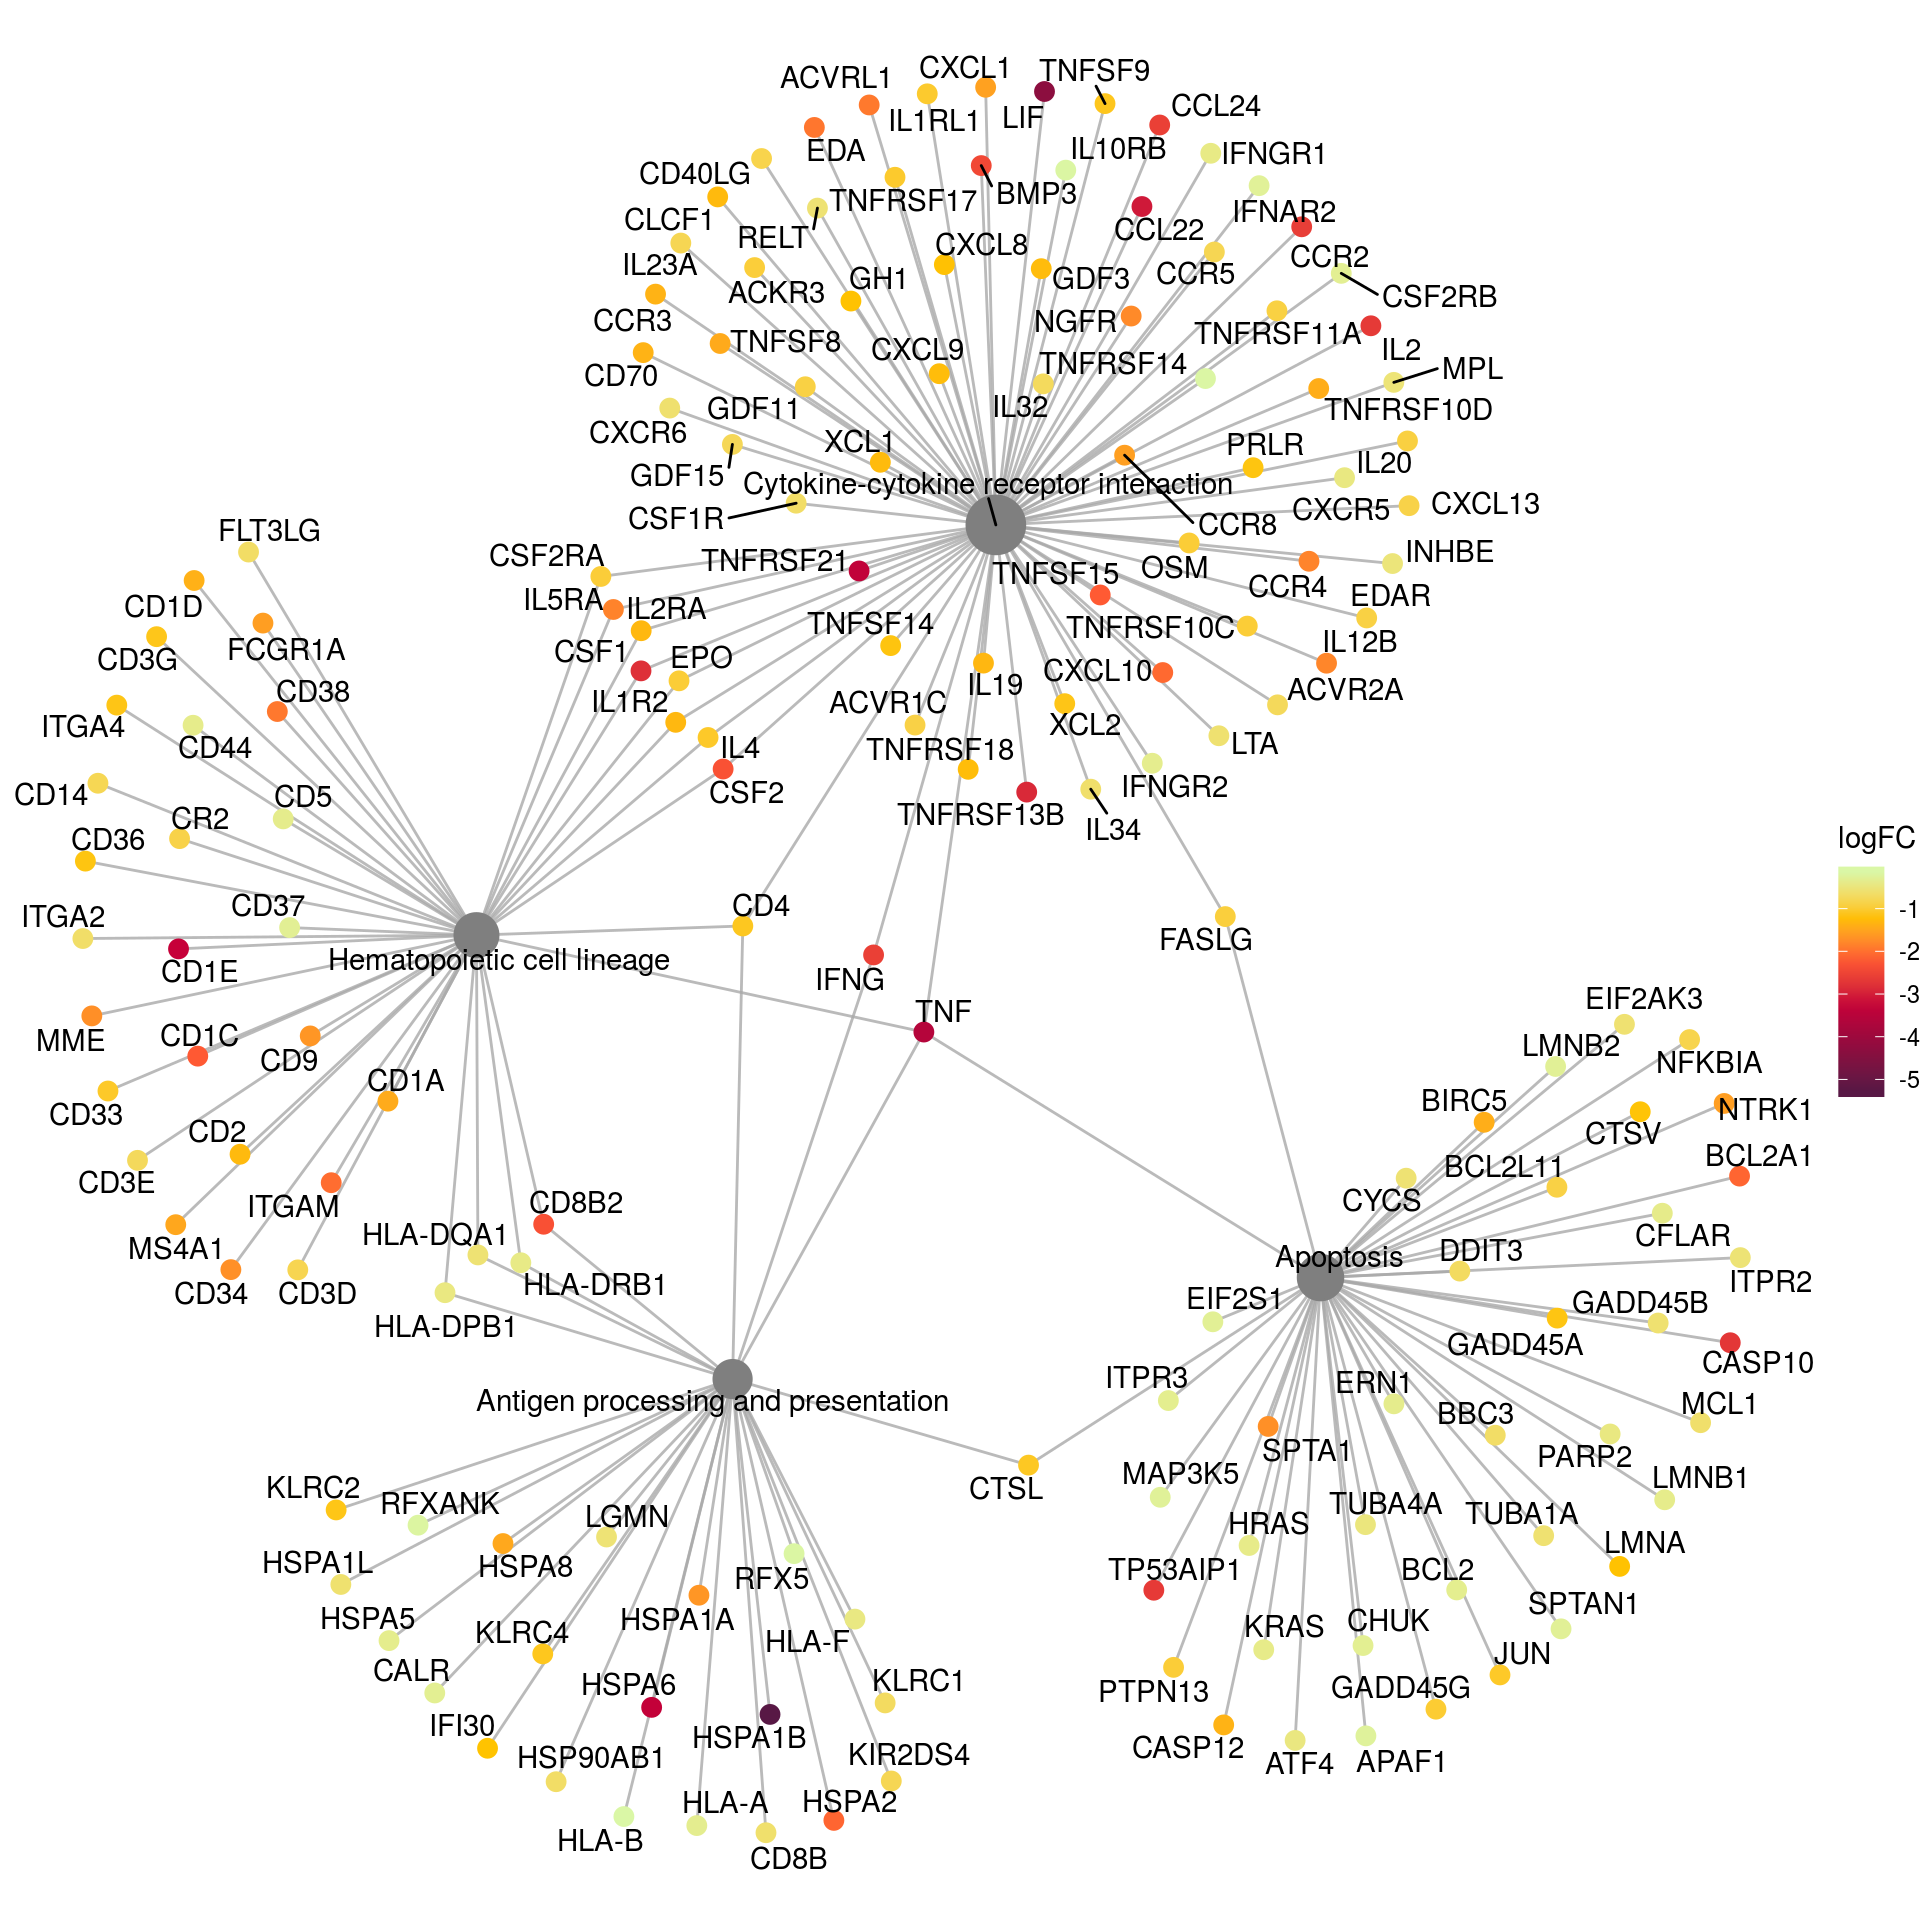 CXCL1
TNFSF9
ACVRL1
CCL24
IL1RL1
LIF
EDA
IL10RB
IFNGR1
CD40LG
BMP3
TNFRSF17
CLCF1
IFNAR2
RELT
CCL22
CXCL8
CCR2
IL23A
GH1
GDF3
CCR5
ACKR3
CSF2RB
CCR3
NGFR
TNFRSF11A
TNFSF8
CXCL9
IL2
TNFRSF14
MPL
CD70
GDF11
IL32
TNFRSF10D
CXCR6
XCL1
PRLR
IL20
GDF15
Cytokine-cytokine receptor interaction
CXCL13
CXCR5
CSF1R
CCR8
FLT3LG
CSF2RA
TNFRSF21
INHBE
OSM
TNFSF15
CCR4
EDAR
CD1D
IL5RA
IL2RA
TNFSF14
TNFRSF10C
IL12B
FCGR1A
CD3G
CSF1
EPO
CXCL10
IL19
ACVR2A
CD38
IL1R2
ACVR1C
XCL2
ITGA4
CD44
IL4
TNFRSF18
LTA
IFNGR2
CSF2
CD14
CD5
TNFRSF13B
CR2
IL34
CD36
logFC
CD37
CD4
ITGA2
-1
FASLG
-2
Hematopoietic cell lineage
CD1E
IFNG
-3
EIF2AK3
TNF
CD1C
-4
MME
CD9
LMNB2
NFKBIA
-5
CD1A
BIRC5
CD33
NTRK1
CD2
CTSV
BCL2A1
BCL2L11
CD3E
CYCS
ITGAM
CD8B2
HLA-DQA1
CFLAR
MS4A1
DDIT3
Apoptosis
HLA-DRB1
ITPR2
CD34
CD3D
EIF2S1
GADD45B
HLA-DPB1
GADD45A
CASP10
ITPR3
ERN1
Antigen processing and presentation
MCL1
BBC3
SPTA1
PARP2
MAP3K5
LMNB1
KLRC2
CTSL
RFXANK
TUBA4A
LGMN
HRAS
TUBA1A
LMNA
HSPA1L
HSPA8
TP53AIP1
BCL2
RFX5
SPTAN1
HSPA5
HSPA1A
CHUK
KRAS
KLRC4
HLA-F
JUN
CALR
KLRC1
HSPA6
GADD45G
PTPN13
IFI30
HSPA1B
CASP12
HSP90AB1
KIR2DS4
ATF4
APAF1
HLA-A
HSPA2
HLA-B
CD8B